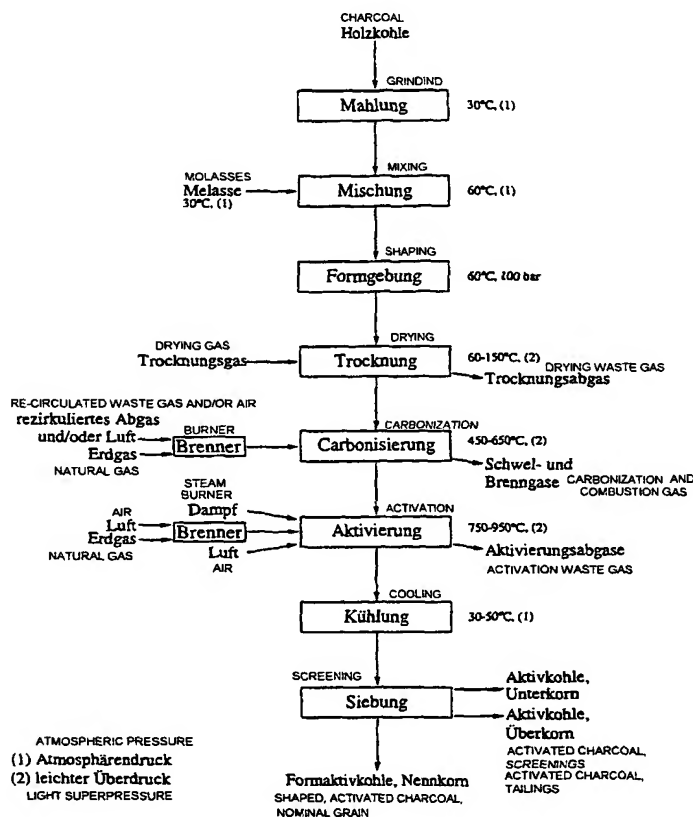 CHARCOAL
Holzkohle
GRINDIND
Mahlung
30°C, (1)
MIXING
MOLASSES
Melasse
30°C, (1)
Mischung
60°C, (1)
SHAPING
Formgebung
60°C, 100 bar
DRYING
DRYING GAS
Trocknungsgas
Trocknung
60-150°C, (2)
DRYING WASTE GAS
Trocknungsabgas
RE-CIRCULATED WASTE GAS AND/OR AIR
rezirkuliertes Abgas
und/oder Luft
Erdgas
NATURAL GAS
BURNER
Brenner
CARBONIZATION
Carbonisierung
450-650°C, (2)
Schwel- und
Brenngase
CARBONIZATION AND
COMBUSTION GAS
STEAM
BURNER
Dampf
AIR
Luft
Erdgas
NATURAL GAS
Brenner
Luft
AIR
ACTIVATION
Aktivierung
750-950°C, (2)
Aktivierungsabgase
ACTIVATION WASTE GAS
COOLING
Kühlung
30-50°C, (1)
SCREENING
Siebung
Aktivkohle,
Unterkorn
Aktivkohle,
Überkorn
ACTIVATED CHARCOAL,
SCREENINGS
ACTIVATED CHARCOAL,
TAILINGS
ATMOSPHERIC PRESSURE
(1) Atmosphärendruck
(2) leichter Überdruck
LIGHT SUPERPRESSURE
Formaktivkohle, Nennkorn
SHAPED, ACTIVATED CHARCOAL,
NOMINAL GRAIN